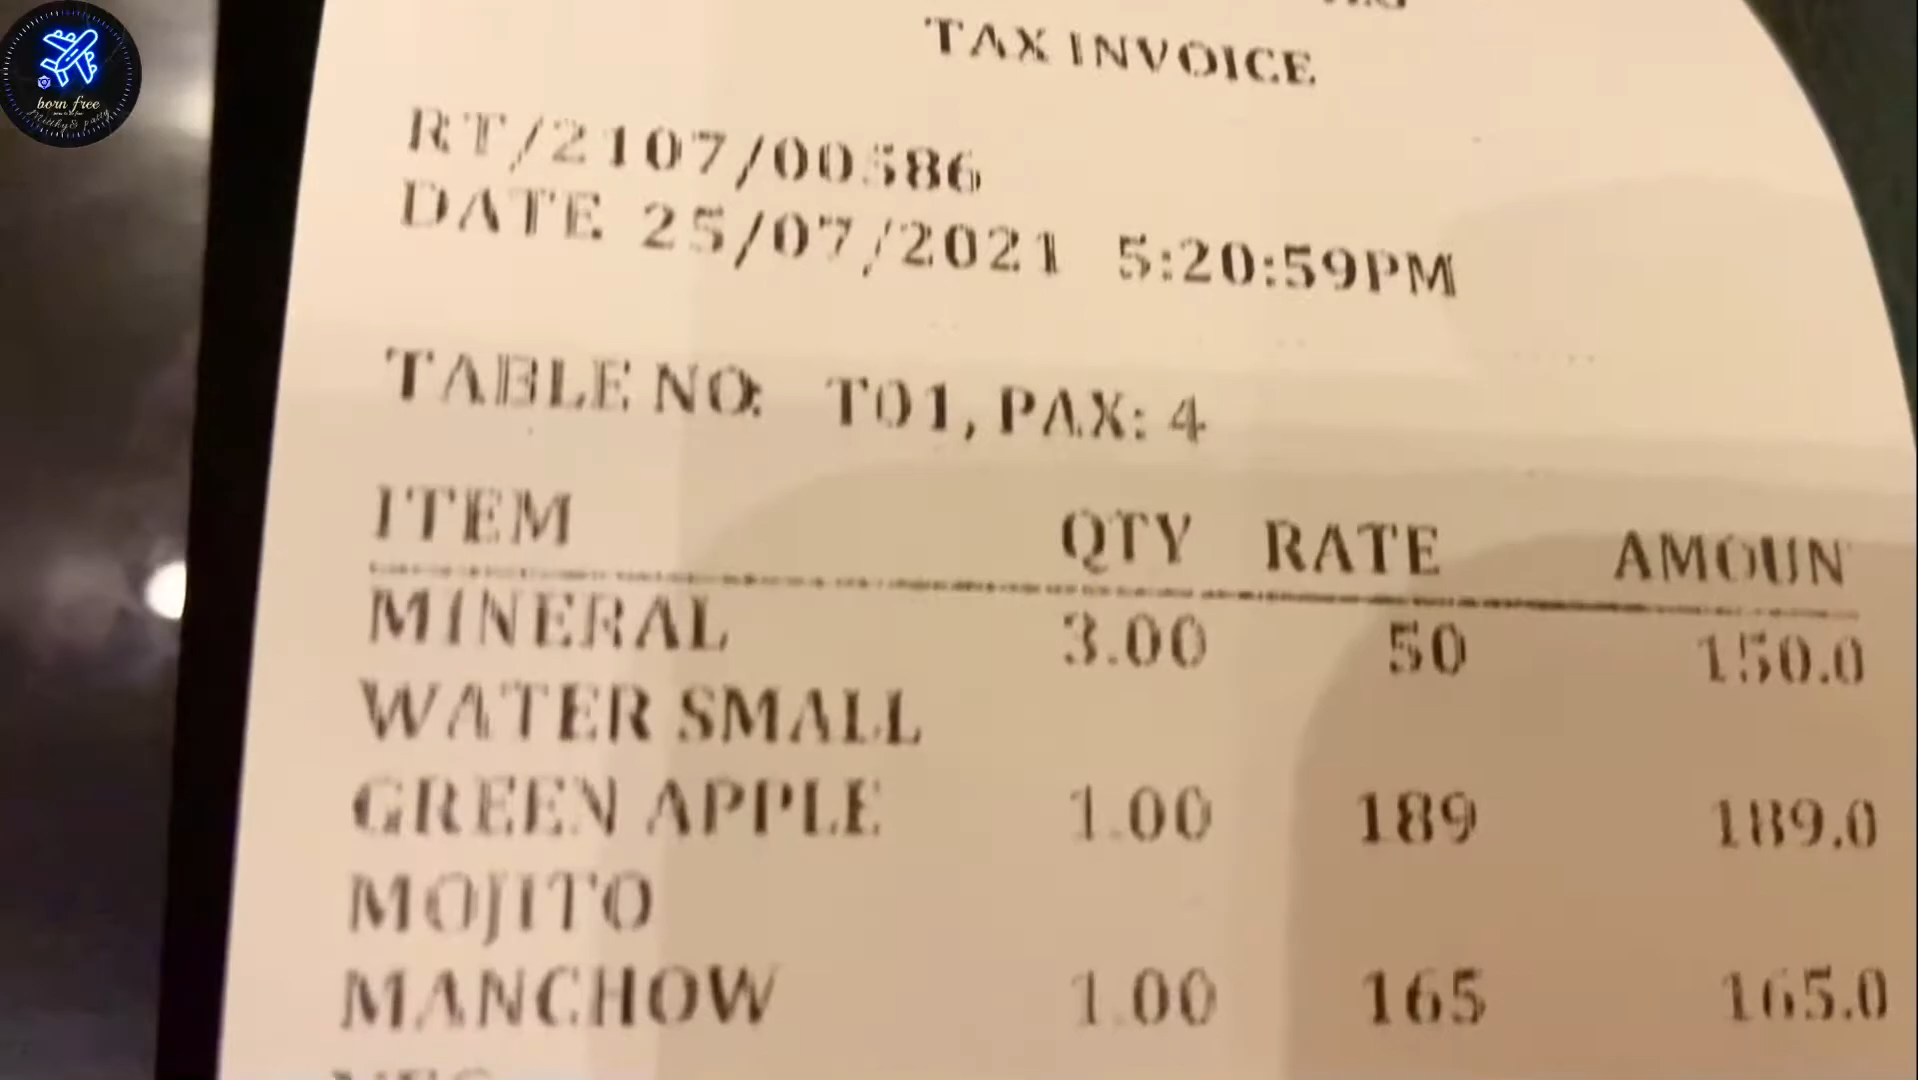 born free
TAX INVOICE
RT/2107/00586
DATE 25/07/2021 5:20:59PM
TABLE NO: T01, PAX: 4
ITEM QTY RATE AMOUN
MINERAL 3.00 50 150.0
WATER SMALL
GREEN APPLE 1.00 189 189.0
MOJITO
MANCHOW 1.00 165 165.0